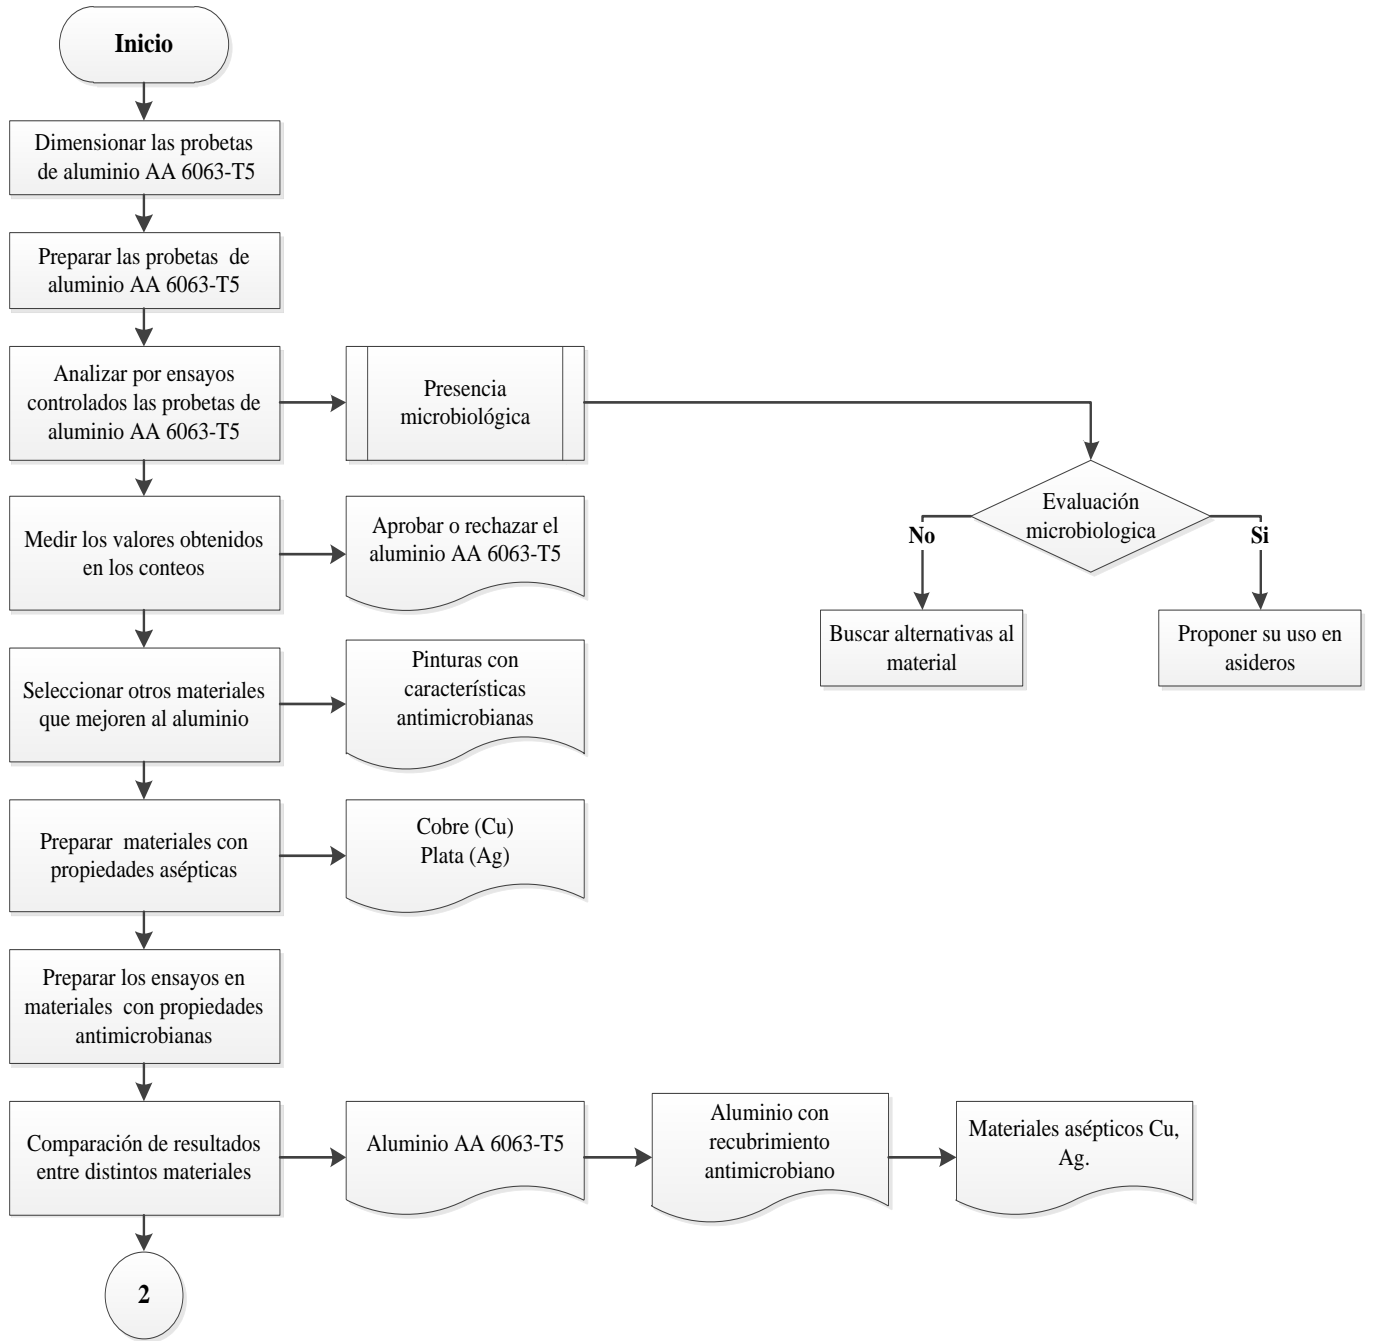 Inicio
Dimensionar las probetas
de aluminio AA 6063-T5
Preparar las probetas de
aluminio AA 6063-T5
Analizar por ensayos
controlados las probetas de
aluminio AA 6063-T5
Presencia
microbiológica
Evaluación
microbiologica
No
Si
Buscar alternativas al
material
Proponer su uso en
asideros
Medir los valores obtenidos
en los conteos
Aprobar o rechazar el
aluminio AA 6063-T5
Seleccionar otros materiales
que mejoren al aluminio
Pinturas con
características
antimicrobianas
Preparar materiales con
propiedades asépticas
Cobre (Cu)
Plata (Ag)
Preparar los ensayos en
materiales con propiedades
antimicrobianas
Comparación de resultados
entre distintos materiales
Aluminio AA 6063-T5
Aluminio con
recubrimiento
antimicrobiano
Materiales asépticos Cu,
Ag.
2